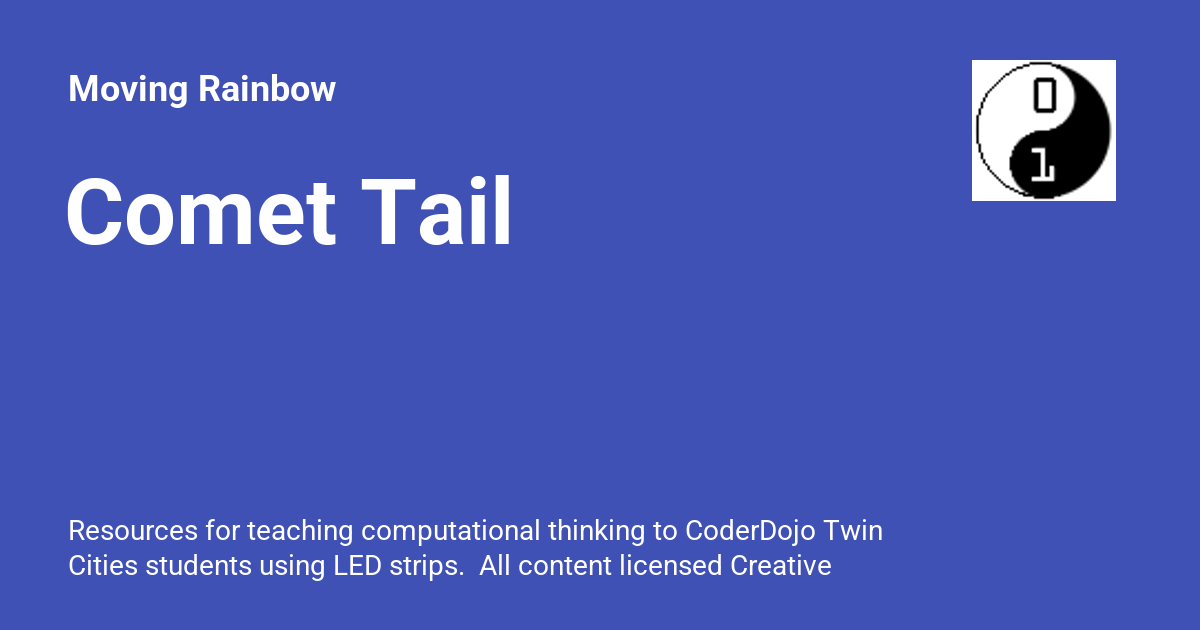 Moving Rainbow
0
1
Comet Tail
Resources for teaching computational thinking to CoderDojo Twin
Cities students using LED strips.  All content licensed Creative